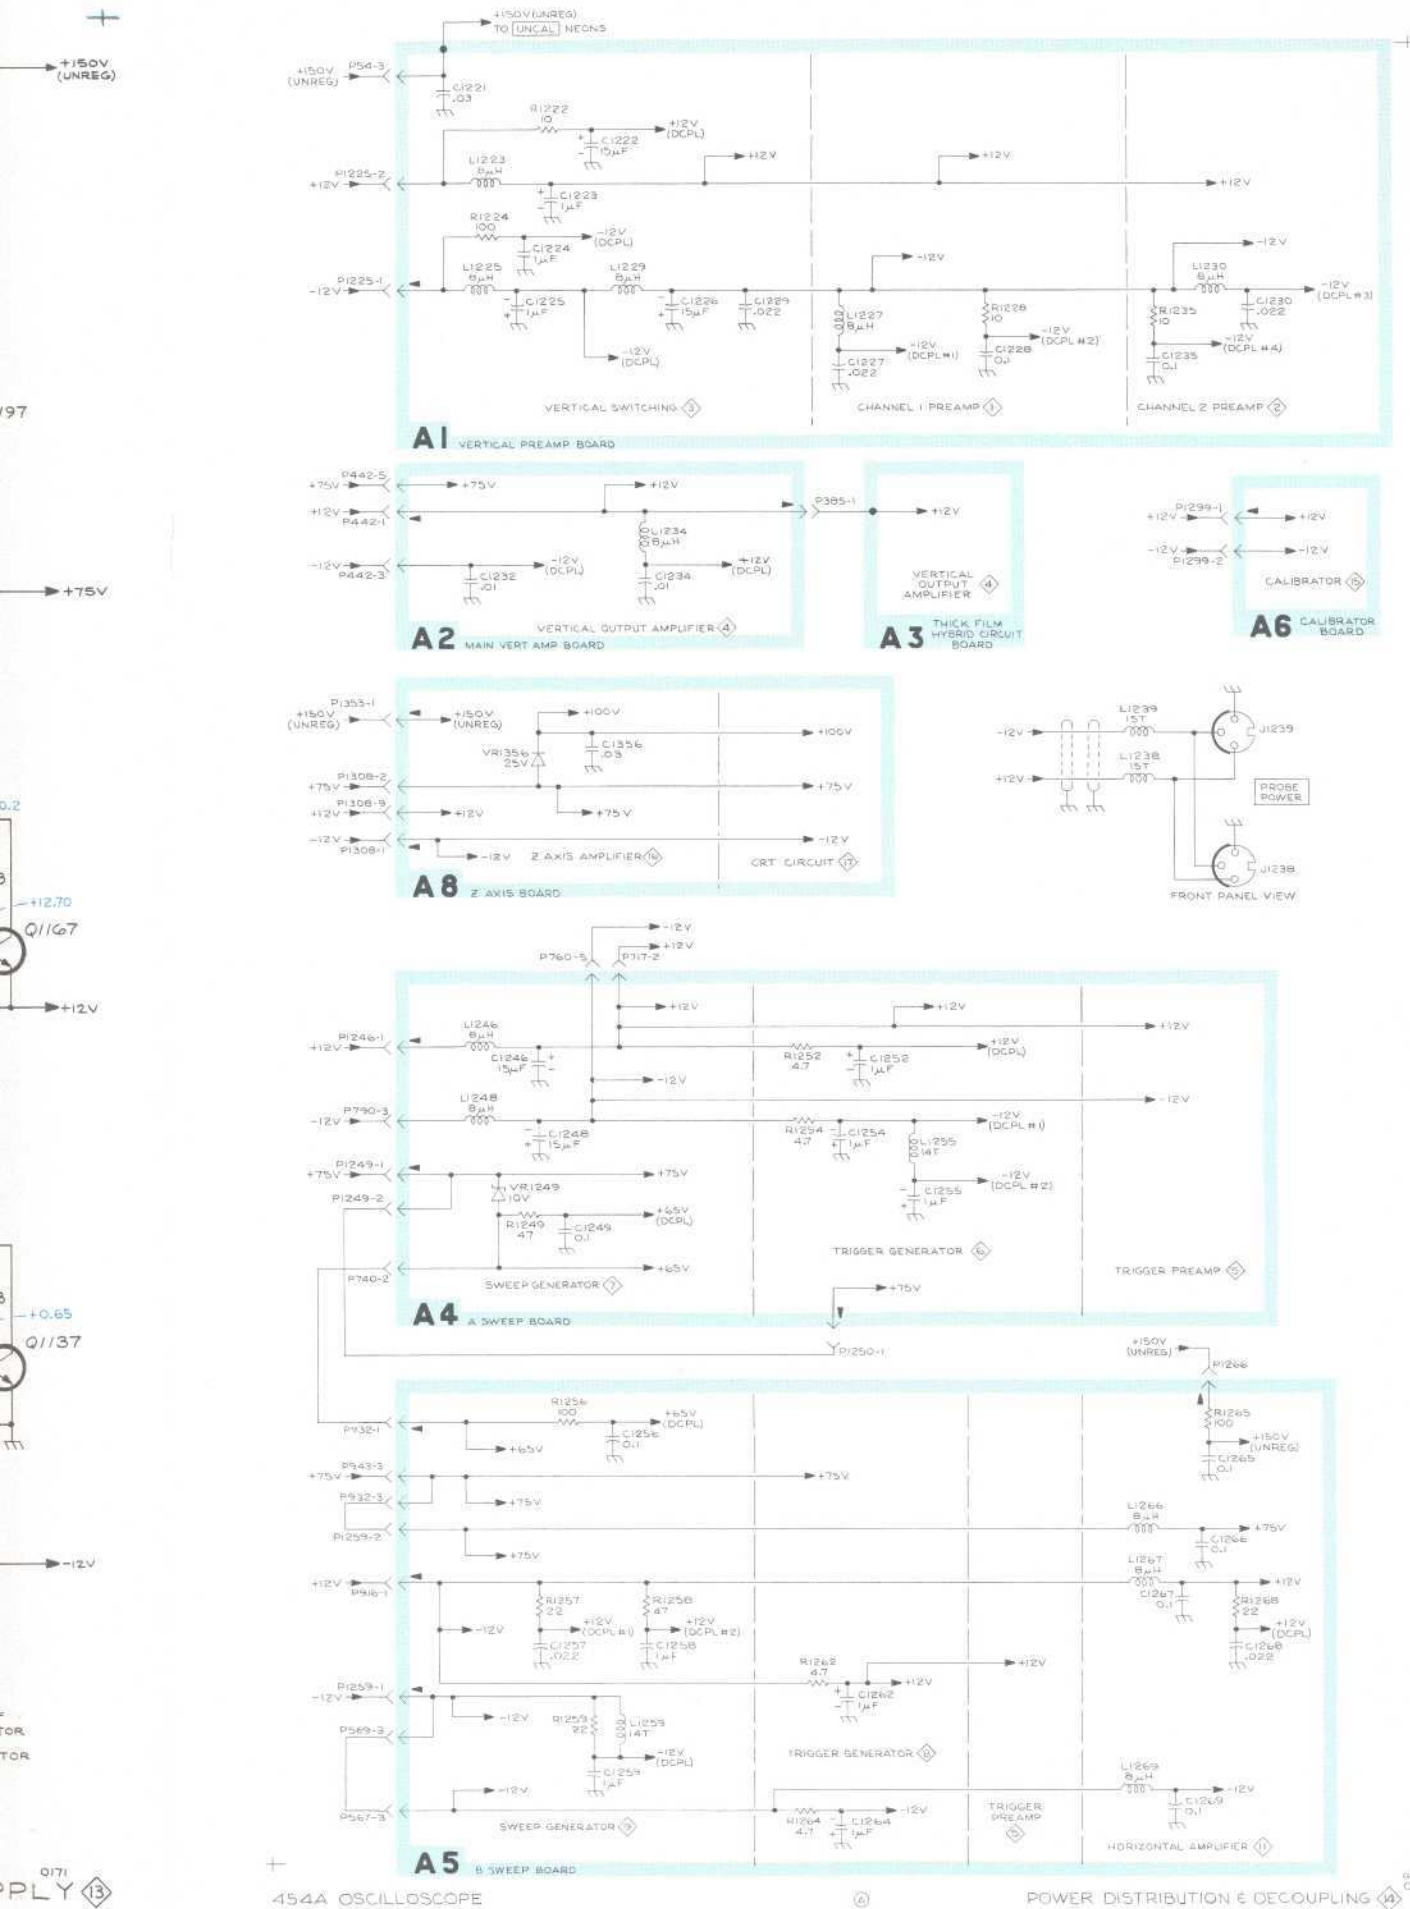 +150V
(UNREG)
197
+75V
0.2
+12.70
Q1167
+12V
+0.65
Q1137
-12V
TOR
TOR
0171
PPLY 13
+150V(UNREG)
TO UNCAL NEONS
+150V
(UNREG)
P54-3
C1221
.03
R1222
10
C1222
15µF
+12V
(DCPL)
P1225-2
+12V
L1223
8µH
C1223
1µF
+12V
+12V
+12V
R1224
100
C1224
1µF
-12V
(DCPL)
P1225-1
-12V
L1225
8µH
C1225
1µF
L1229
8µH
-12V
(DCPL)
C1226
15µF
C1229
.022
-12V
L1227
8µH
-12V
(DCPL#1)
C1227
.022
R1228
10
-12V
(DCPL#2)
C1228
0.1
-12V
R1235
10
-12V
(DCPL #4)
C1235
0.1
L1230
8µH
C1230
.022
-12V
(DCPL#3)
VERTICAL SWITCHING 3
CHANNEL 1 PREAMP 1
CHANNEL 2 PREAMP 2
A1 VERTICAL PREAMP BOARD
P442-5
+75V
+75V
+12V
+12V
P442-1
P385-1
+12V
L1234
8µH
-12V
P442-3
C1232
.01
-12V
(DCPL)
C1234
.01
+12V
(DCPL)
VERTICAL OUTPUT AMPLIFIER 4
A2 MAIN VERT AMP BOARD
VERTICAL
OUTPUT
AMPLIFIER 4
A3 THICK FILM
HYBRID CIRCUIT
BOARD
P1299-1
+12V
+12V
-12V
-12V
P1299-2
CALIBRATOR 15
A6 CALIBRATOR
BOARD
P1353-1
+150V
(UNREG)
+150V
(UNREG)
+100V
VR1356
25V
C1356
.03
+100V
P1308-2
+75V
+75V
P1308-9
+12V
+12V
+75V
-12V
P1308-1
-12V
-12V
Z AXIS AMPLIFIER 16
CRT CIRCUIT 17
A8 Z AXIS BOARD
L1239
15T
-12V
J1239
L1238
15T
+12V
PROBE
POWER
J1238
FRONT PANEL VIEW
-12V
+12V
P760-5
P717-2
+12V
+12V
P1246-1
+12V
L1246
8µH
C1246
15µF
+12V
R1252
4.7
C1252
1µF
+12V
(DCPL)
-12V
P790-3
-12V
L1248
8µH
C1248
15µF
-12V
R1254
4.7
C1254
1µF
-12V
(DCPL#1)
L1255
14T
-12V
(DCPL#2)
C1255
1µF
P1249-1
+75V
+75V
P1249-2
VR1249
10V
R1249
47
C1249
0.1
+65V
(DCPL)
+65V
P740-2
SWEEP GENERATOR 7
TRIGGER GENERATOR 6
TRIGGER PREAMP 5
A4 A SWEEP BOARD
+75V
P1250-1
+150V
(UNREG)
P1266
R1265
100
+150V
(UNREG)
C1265
0.1
R1256
100
P932-1
C1256
0.1
+65V
(DCPL)
+65V
P943-3
+75V
+75V
P932-3
+75V
P1259-2
+75V
L1266
8µH
C1266
0.1
+75V
+12V
P916-1
L1267
8µH
C1267
0.1
+12V
R1268
22
+12V
(DCPL)
C1268
.022
-12V
R1257
22
+12V
(DCPL#1)
C1257
.022
R1258
47
+12V
(DCPL#2)
C1258
1µF
R1262
4.7
+12V
C1262
1µF
+12V
P1259-1
-12V
-12V
P569-3
R1259
22
L1259
14T
-12V
(DCPL)
C1259
1µF
TRIGGER GENERATOR 8
-12V
P567-3
SWEEP GENERATOR 9
R1264
4.7
C1264
1µF
-12V
TRIGGER
PREAMP
5
L1269
8µH
C1269
0.1
-12V
HORIZONTAL AMPLIFIER 11
A5 B SWEEP BOARD
454A OSCILLOSCOPE
POWER DISTRIBUTION & DECOUPLING 14